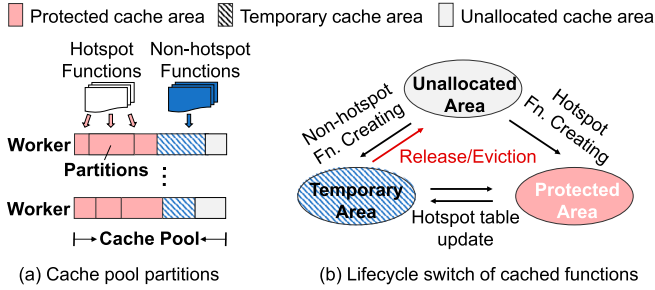 Protected cache area
Temporary cache area
Unallocated cache area
Hotspot
Functions
Non-hotspot
Functions
Worker
Partitions
Worker
Cache Pool
(a) Cache pool partitions
Unallocated
Area
Non-hotspot
Fn. Creating
Hotspot
Fn. Creating
Release/Eviction
Temporary
Area
Protected
Area
Hotspot table
update
(b) Lifecycle switch of cached functions